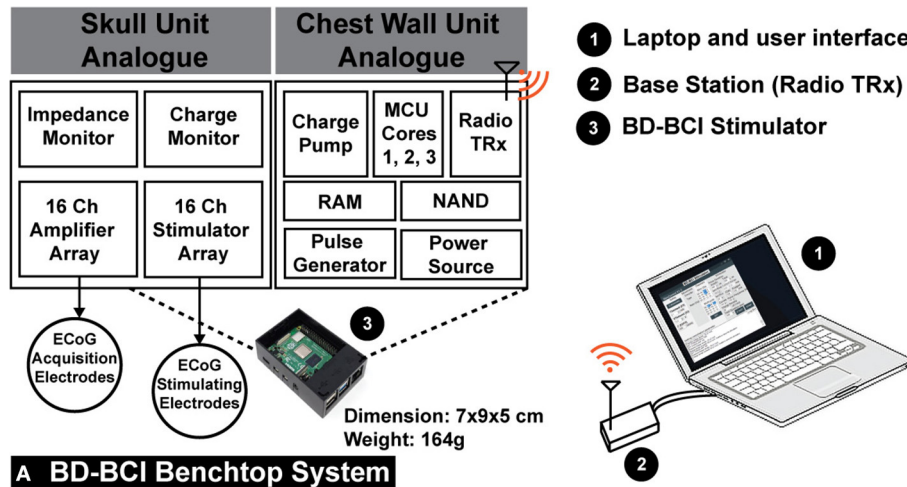 Skull Unit
Analogue
Chest Wall Unit
Analogue
Impedance
Monitor
Charge
Monitor
16 Ch
Amplifier
Array
16 Ch
Stimulator
Array
Charge
Pump
MCU
Cores
1, 2, 3
Radio
TRx
RAM
NAND
Pulse
Generator
Power
Source
ECoG
Acquisition
Electrodes
ECoG
Stimulating
Electrodes
3
Dimension: 7x9x5 cm
Weight: 164g
A BD-BCI Benchtop System
1 Laptop and user interface
2 Base Station (Radio TRx)
3 BD-BCI Stimulator
1
2